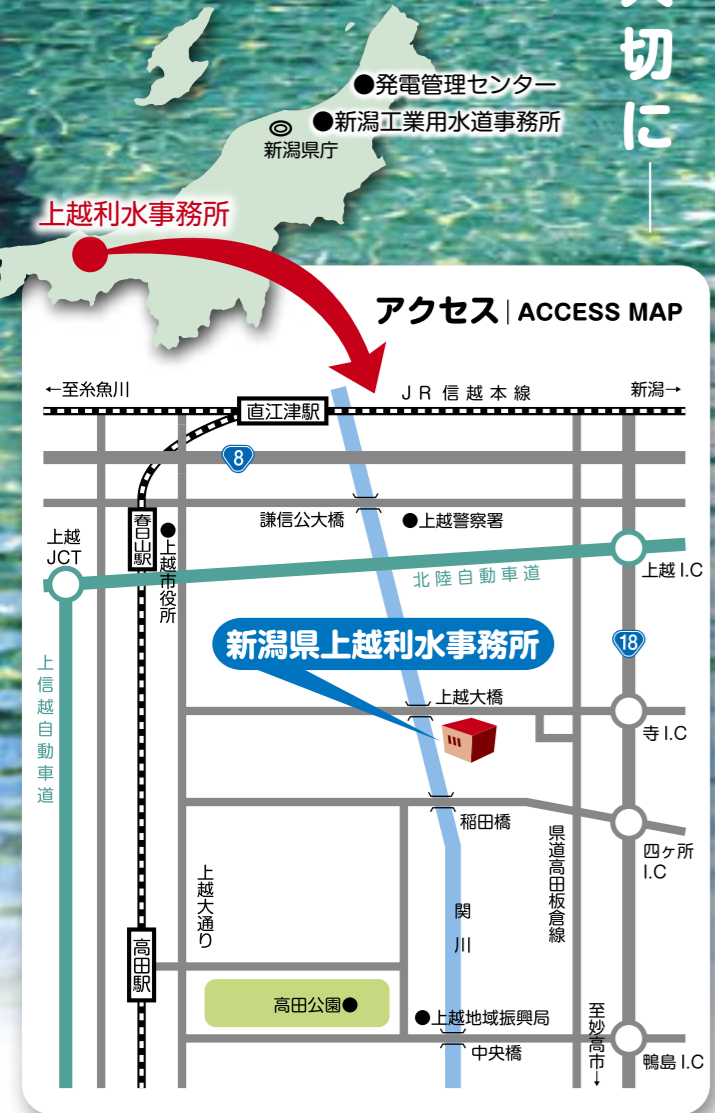 切に
●発電管理センター
●新潟工業用水道事務所
新潟県庁
上越利水事務所
アクセス｜ACCESS MAP
←至糸魚川
JR信越本線
新潟→
直江津駅
8
謙信公大橋
●上越警察署
春日山駅
●上越市役所
上越
JCT
北陸自動車道
上越 I.C
新潟県上越利水事務所
18
上信越自動車道
上越大橋
寺 I.C
稲田橋
四ヶ所
I.C
県道高田板倉線
上越大通り
関川
高田駅
高田公園●
●上越地域振興局
中央橋
至妙高市→
鴨島 I.C